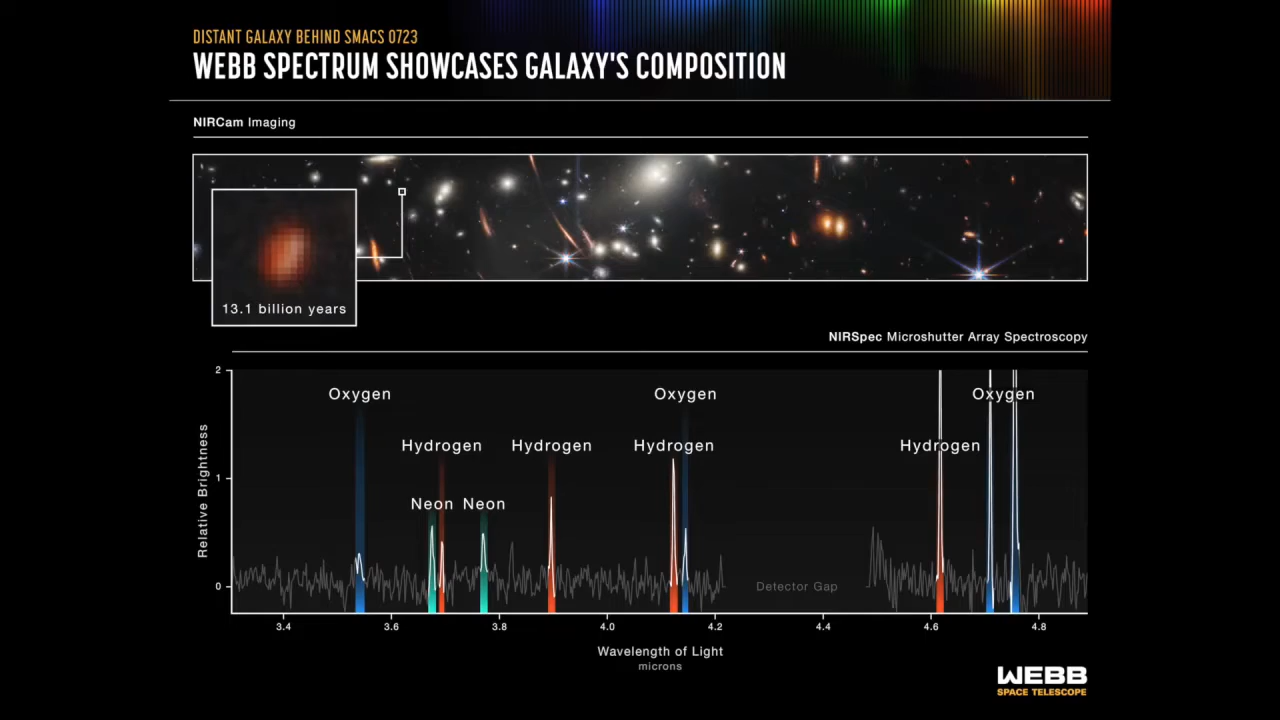 DISTANT GALAXY BEHIND SMACS 0723
WEBB SPECTRUM SHOWCASES GALAXY'S COMPOSITION
NIRCam Imaging
13.1 billion years
NIRSpec Microshutter Array Spectroscopy
2
Oxygen Oxygen Oxygen
Hydrogen Hydrogen Hydrogen Hydrogen
1
Neon Neon
Relative Brightness
0
Detector Gap
3.4 3.6 3.8 4.0 4.2 4.4 4.6 4.8
Wavelength of Light
microns
WEBB
SPACE TELESCOPE